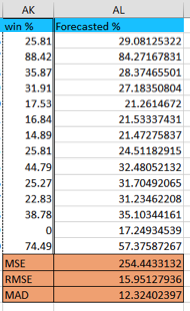 AK AL
win % Forecasted %
25.81 29.08125322
88.42 84.27167831
35.87 28.37465501
31.91 27.18350804
17.53 21.2614672
16.84 21.53337431
14.89 21.47275837
25.81 24.51182915
44.79 32.48052132
25.27 31.70492065
22.83 31.23462208
38.78 35.10344161
0 17.24934539
74.49 57.37587267
MSE 254.4433132
RMSE 15.95127936
MAD 12.32402397